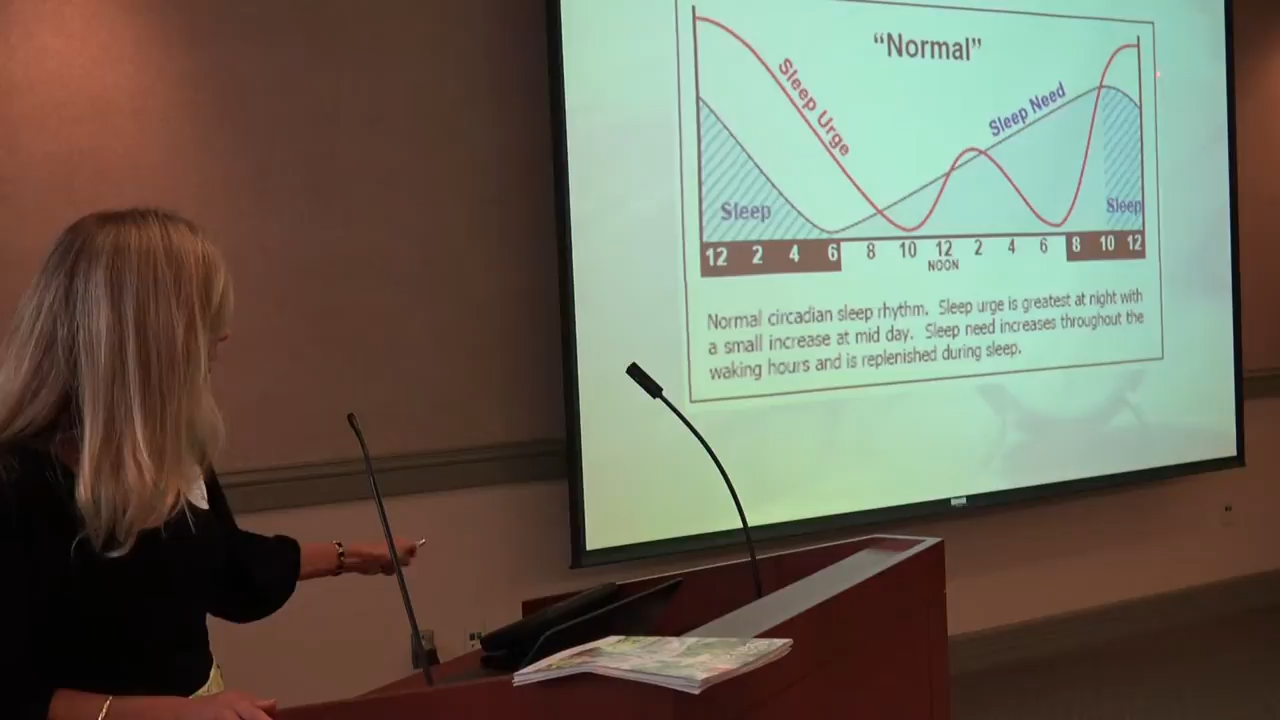 “Normal”
Sleep Urge
Sleep Need
Sleep
Sleep
12 2 4 6 8 10 12 2 4 6 8 10 12
NOON
Normal circadian sleep rhythm. Sleep urge is greatest at night with
a small increase at mid day. Sleep need increases throughout the
waking hours and is replenished during sleep.